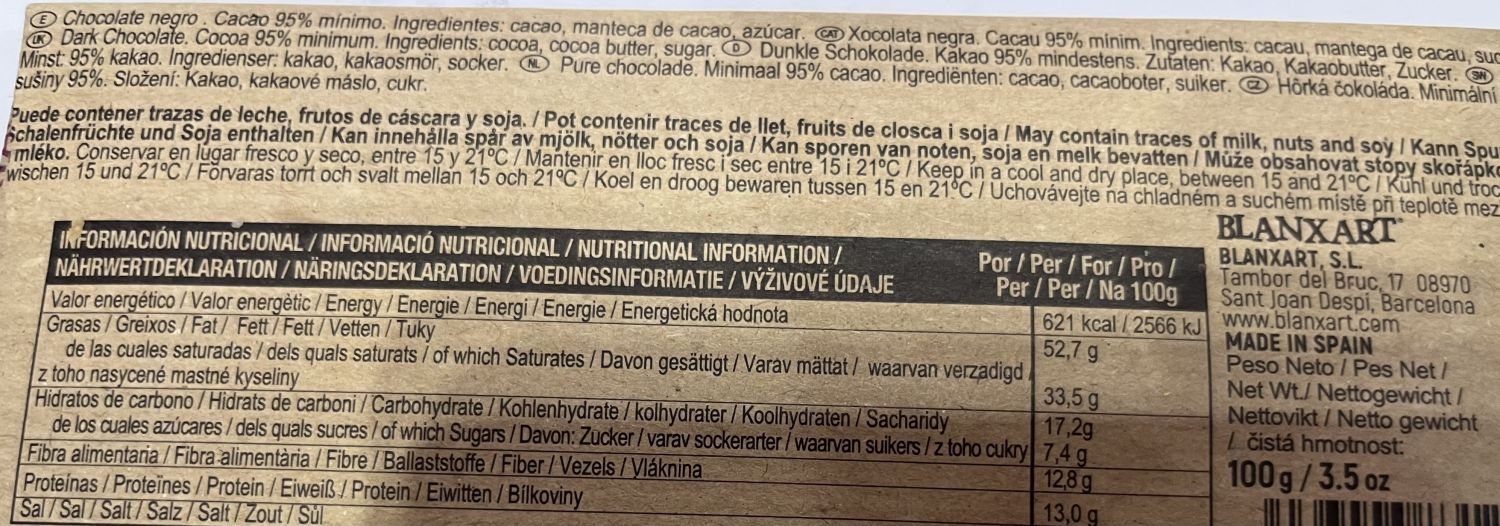 E Chocolate negro . Cacao 95% mínimo. Ingredientes: cacao, manteca de cacao, azúcar. CAT Xocolata negra. Cacau 95% mínim. Ingredients: cacau, mantega de cacau, suc
UK Dark Chocolate. Cocoa 95% minimum. Ingredients: cocoa, cocoa butter, sugar. D Dunkle Schokolade. Kakao 95% mindestens. Zutaten: Kakao, Kakaobutter, Zucker. SW
Minst: 95% kakao. Ingredienser: kakao, kakaosmör, socker. NL Pure chocolade. Minimaal 95% cacao. Ingrediënten: cacao, cacaoboter, suiker. CZ Hôrká čokoláda. Minimální
sušiny 95%. Složení: Kakao, kakaové máslo, cukr.
Puede contener trazas de leche, frutos de cáscara y soja. / Pot contenir traces de llet, fruits de closca i soja / May contain traces of milk, nuts and soy / Kann Spu
Schalenfrüchte und Soja enthalten / Kan innehålla spår av mjölk, nötter och soja / Kan sporen van noten, soja en melk bevatten / Může obsahovat stopy skořápk
mléko. Conservar en lugar fresco y seco, entre 15 y 21ºC / Mantenir en lloc fresc i sec entre 15 i 21ºC / Keep in a cool and dry place, between 15 and 21ºC / Kühl und troc
wischen 15 und 21ºC / Förvaras torrt och svalt mellan 15 och 21ºC / Koel en droog bewaren tussen 15 en 21ºC / Uchovávejte na chladném a suchém místě při teplotě mez
INFORMACIÓN NUTRICIONAL / INFORMACIÓ NUTRICIONAL / NUTRITIONAL INFORMATION /
NÄHRWERTDEKLARATION / NÄRINGSDEKLARATION / VOEDINGSINFORMATIE / VÝŽIVOVÉ ÚDAJE
Por / Per / For / Pro /
Per / Per / Na 100g
Valor energético / Valor energètic / Energy / Energie / Energi / Energie / Energetická hodnota
621 kcal / 2566 kJ
Grasas / Greixos / Fat / Fett / Fett / Vetten / Tuky
52,7 g
de las cuales saturadas / dels quals saturats / of which Saturates / Davon gesättigt / Varav mättat / waarvan verzadigd /
z toho nasycené mastné kyseliny
33,5 g
Hidratos de carbono / Hidrats de carboni / Carbohydrate / Kohlenhydrate / kolhydrater / Koolhydraten / Sacharidy
17,2g
de los cuales azúcares / dels quals sucres / of which Sugars / Davon: Zucker / varav sockerarter / waarvan suikers / z toho cukry
7,4 g
Fibra alimentaria / Fibra alimentària / Fibre / Ballaststoffe / Fiber / Vezels / Vláknina
12,8 g
Proteínas / Proteïnes / Protein / Eiweiß / Protein / Eiwitten / Bílkoviny
13,0 g
Sal / Sal / Salt / Salz / Salt / Zout / Sůl
BLANXART
BLANXART, S.L.
Tambor del Bruc, 17 08970
Sant Joan Despí, Barcelona
www.blanxart.com
MADE IN SPAIN
Peso Neto / Pes Net /
Net Wt./ Nettogewicht /
Nettovikt / Netto gewicht
/ čistá hmotnost:
100 g / 3.5 oz